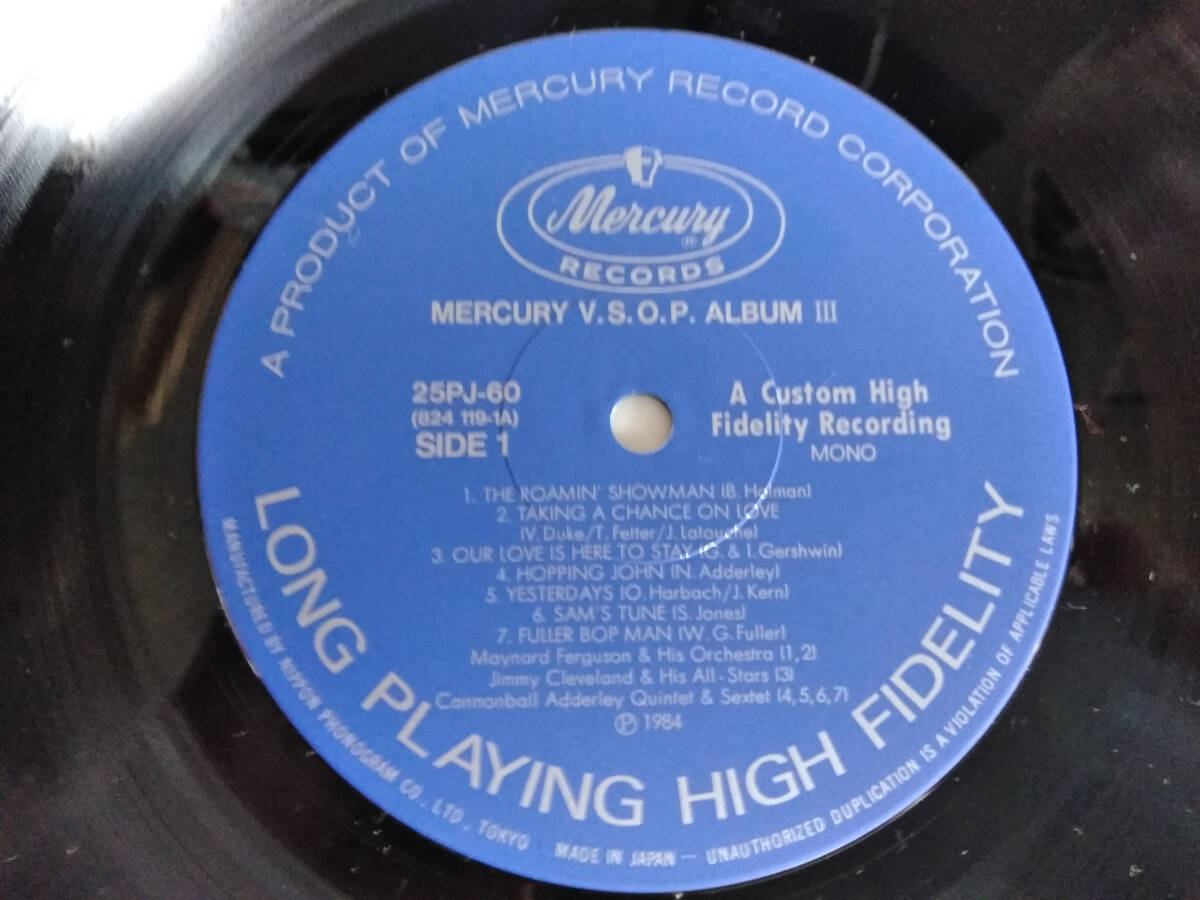 A PRODUCT OF MERCURY RECORD CORPORATION
Mercury
®
RECORDS
MERCURY V.S.O.P. ALBUM III
25PJ-60
(824 119-1A)
SIDE 1
A Custom High
Fidelity Recording
MONO
1. THE ROAMIN' SHOWMAN (B. Holman)
2. TAKING A CHANCE ON LOVE
(V. Duke/T. Fetter/J. Latouche)
3. OUR LOVE IS HERE TO STAY (G. & I. Gershwin)
4. HOPPING JOHN (N. Adderley)
5. YESTERDAYS (O. Harbach/J. Kern)
6. SAM'S TUNE (S. Jones)
7. FULLER BOP MAN (W. G. Fuller)
Maynard Ferguson & His Orchestra (1, 2)
Jimmy Cleveland & His All-Stars (3)
Cannonball Adderley Quintet & Sextet (4, 5, 6, 7)
℗ 1984
LONG PLAYING HIGH FIDELITY
MANUFACTURED BY NIPPON PHONOGRAM CO., LTD., TOKYO MADE IN JAPAN — UNAUTHORIZED DUPLICATION IS A VIOLATION OF APPLICABLE LAWS